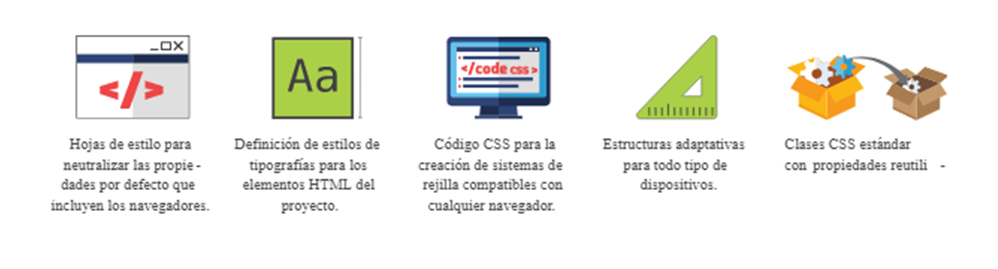 </>
Aa
</code css>
Hojas de estilo para
neutralizar las propie -
dades por defecto que
incluyen los navegadores.
Definición de estilos de
tipografías para los
elementos HTML del
proyecto.
Código CSS para la
creación de sistemas de
rejilla compatibles con
cualquier navegador.
Estructuras adaptativas
para todo tipo de
dispositivos.
Clases CSS estándar
con propiedades reutili -